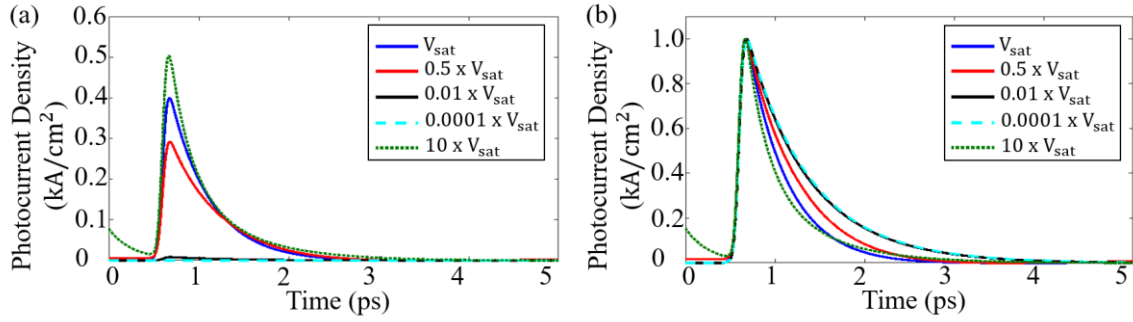 (a)
Photocurrent Density
(kA/cm²)
0.6
0.5
0.4
0.3
0.2
0.1
0
0 1 2 3 4 5
Time (ps)
V_sat
0.5 x V_sat
0.01 x V_sat
0.0001 x V_sat
10 x V_sat
(b)
Photocurrent Density
(kA/cm²)
1.0
0.8
0.6
0.4
0.2
0
0 1 2 3 4 5
Time (ps)
V_sat
0.5 x V_sat
0.01 x V_sat
0.0001 x V_sat
10 x V_sat